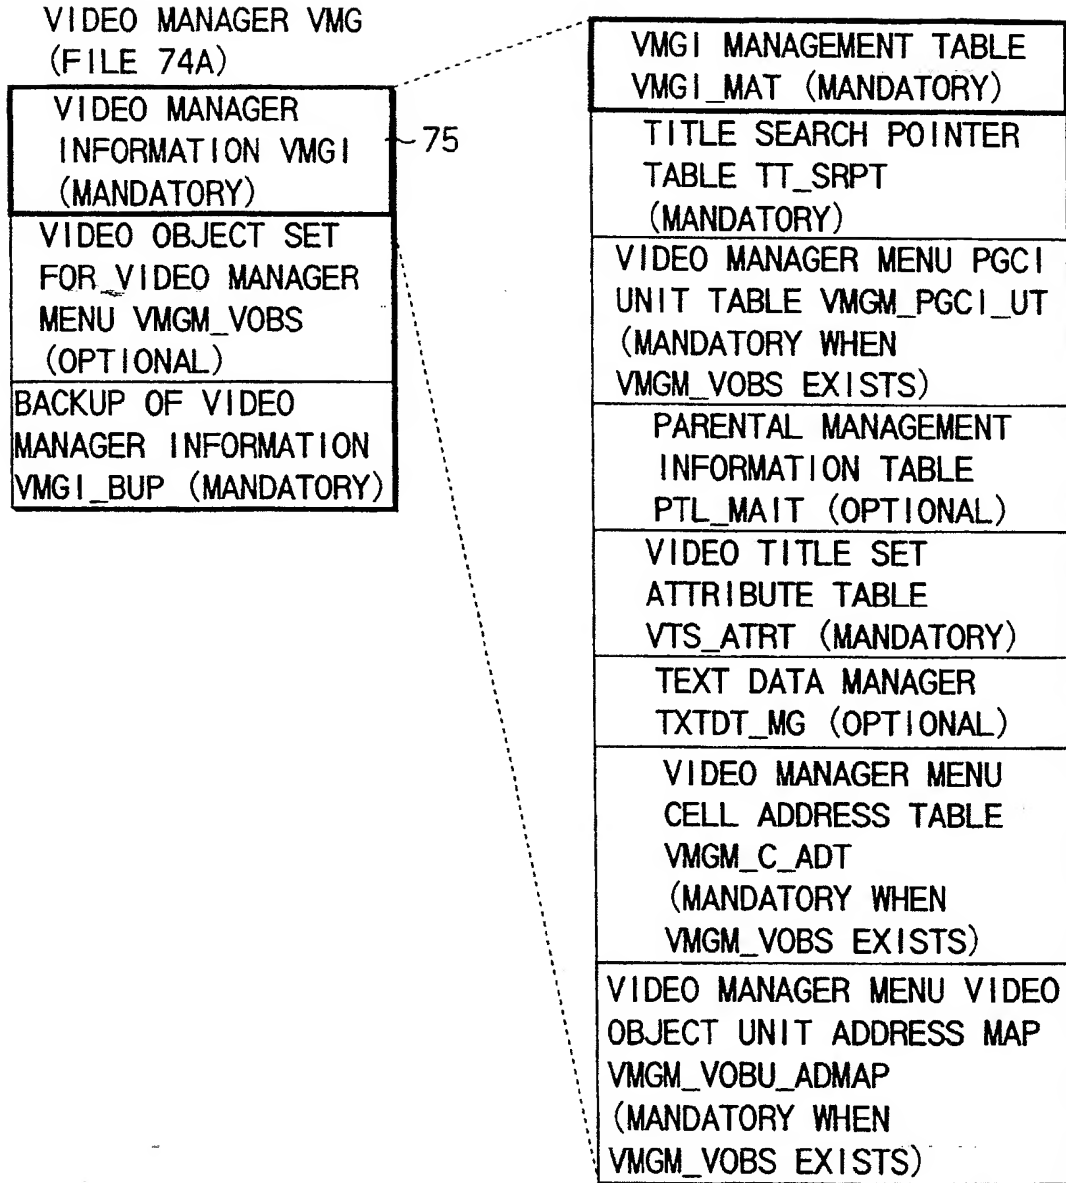 VIDEO MANAGER VMG
(FILE 74A)
VIDEO MANAGER
INFORMATION VMGI
(MANDATORY)
75
VIDEO OBJECT SET
FOR VIDEO MANAGER
MENU VMGM_VOBS
(OPTIONAL)
BACKUP OF VIDEO
MANAGER INFORMATION
VMGI_BUP (MANDATORY)
VMGI MANAGEMENT TABLE
VMGI_MAT (MANDATORY)
TITLE SEARCH POINTER
TABLE TT_SRPT
(MANDATORY)
VIDEO MANAGER MENU PGCI
UNIT TABLE VMGM_PGCI_UT
(MANDATORY WHEN
VMGM_VOBS EXISTS)
PARENTAL MANAGEMENT
INFORMATION TABLE
PTL_MAIT (OPTIONAL)
VIDEO TITLE SET
ATTRIBUTE TABLE
VTS_ATRT (MANDATORY)
TEXT DATA MANAGER
TXTDT_MG (OPTIONAL)
VIDEO MANAGER MENU
CELL ADDRESS TABLE
VMGM_C_ADT
(MANDATORY WHEN
VMGM_VOBS EXISTS)
VIDEO MANAGER MENU VIDEO
OBJECT UNIT ADDRESS MAP
VMGM_VOBU_ADMAP
(MANDATORY WHEN
VMGM_VOBS EXISTS)